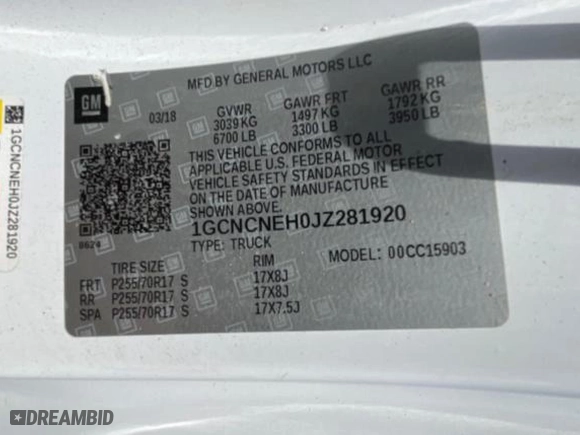 MFD BY GENERAL MOTORS LLC
GM
03/18
GVWR GAWR FRT GAWR RR
3039 KG 1497 KG 1792 KG
6700 LB 3300 LB 3950 LB
THIS VEHICLE CONFORMS TO ALL
APPLICABLE U.S. FEDERAL MOTOR
VEHICLE SAFETY STANDARDS IN EFFECT
ON THE DATE OF MANUFACTURE
SHOWN ABOVE.
1GCNCNEH0JZ281920
8624
TYPE: TRUCK
00CC15903
TIRE SIZE RIM
FRT P255/70R17 S 17X8J
RR P255/70R17 S 17X8J
SPA P255/70R17 S 17X7.5J
1GCNCNEH0JZ281920
DREAMBID